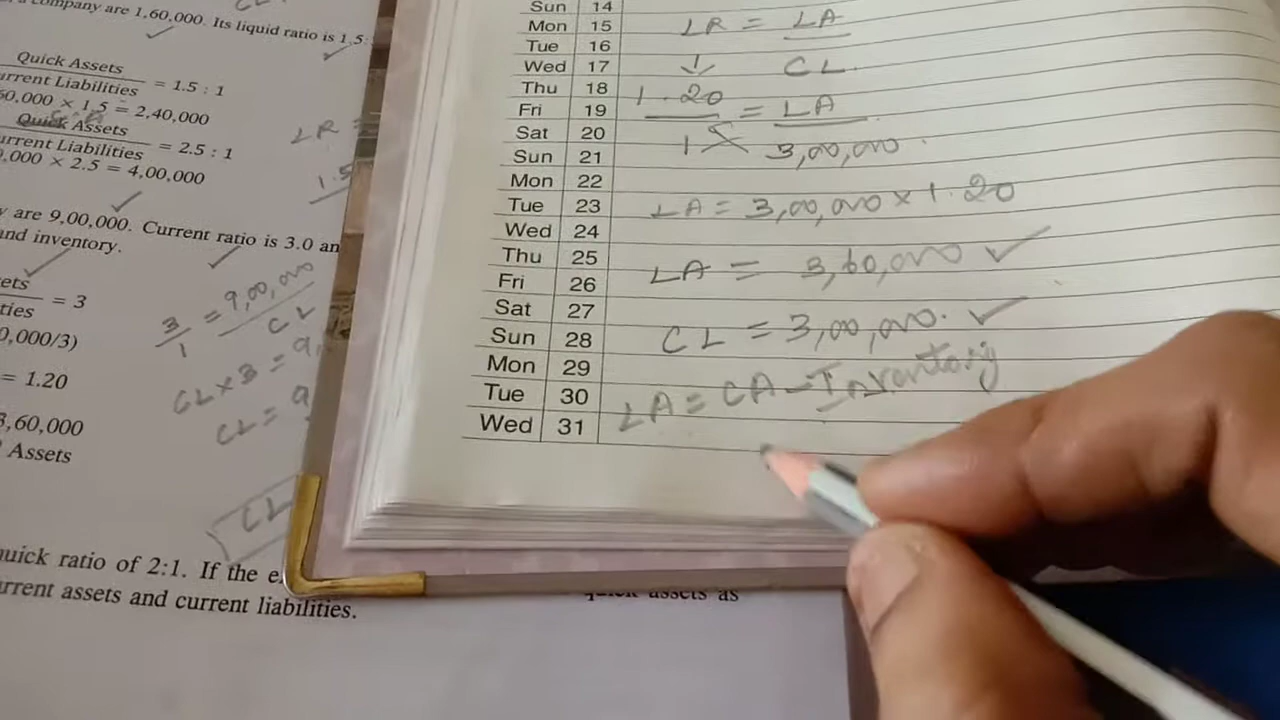 company are 1,60,000. Its liquid ratio is 1.5:
Quick Assets
urrent Liabilities = 1.5 : 1
60,000 × 1.5 = 2,40,000
Quick Assets
urrent Liabilities = 2.5 : 1
,000 × 2.5 = 4,00,000
LR =
1.5
y are 9,00,000. Current ratio is 3.0 an
and inventory.
ets
ties = 3
0,000/3)
= 1.20
3,60,000
Assets
3/1 = 9,00,000/CL
CL × 3 = 9,
CL = 9
CL
uick ratio of 2:1. If the e
urrent assets and current liabilities.
quick assets as
Sun 14
Mon 15
Tue 16
Wed 17
Thu 18
Fri 19
Sat 20
Sun 21
Mon 22
Tue 23
Wed 24
Thu 25
Fri 26
Sat 27
Sun 28
Mon 29
Tue 30
Wed 31
LR = LA
CL
1.20 = LA
1 3,00,000
LA = 3,00,000 × 1.20
LA = 3,60,000 ✓
CL = 3,00,000. ✓
LA = CA - Inventory